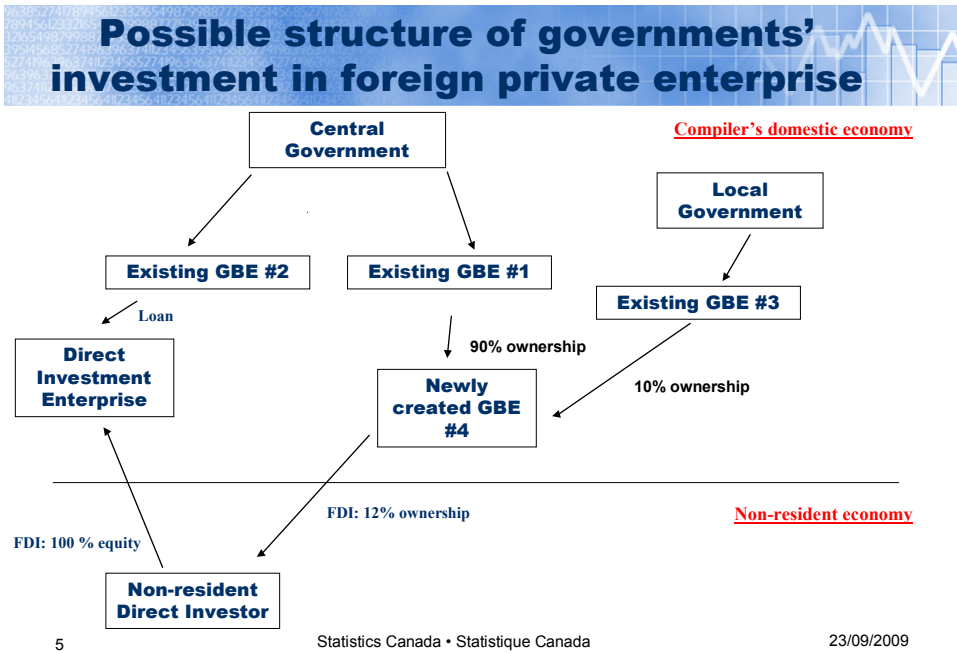 Possible structure of governments'
investment in foreign private enterprise
Central
Government
Compiler's domestic economy
Local
Government
Existing GBE #2
Existing GBE #1
Existing GBE #3
Loan
Direct
Investment
Enterprise
90% ownership
Newly
created GBE
#4
10% ownership
FDI: 12% ownership
Non-resident economy
FDI: 100 % equity
Non-resident
Direct Investor
5
Statistics Canada • Statistique Canada
23/09/2009